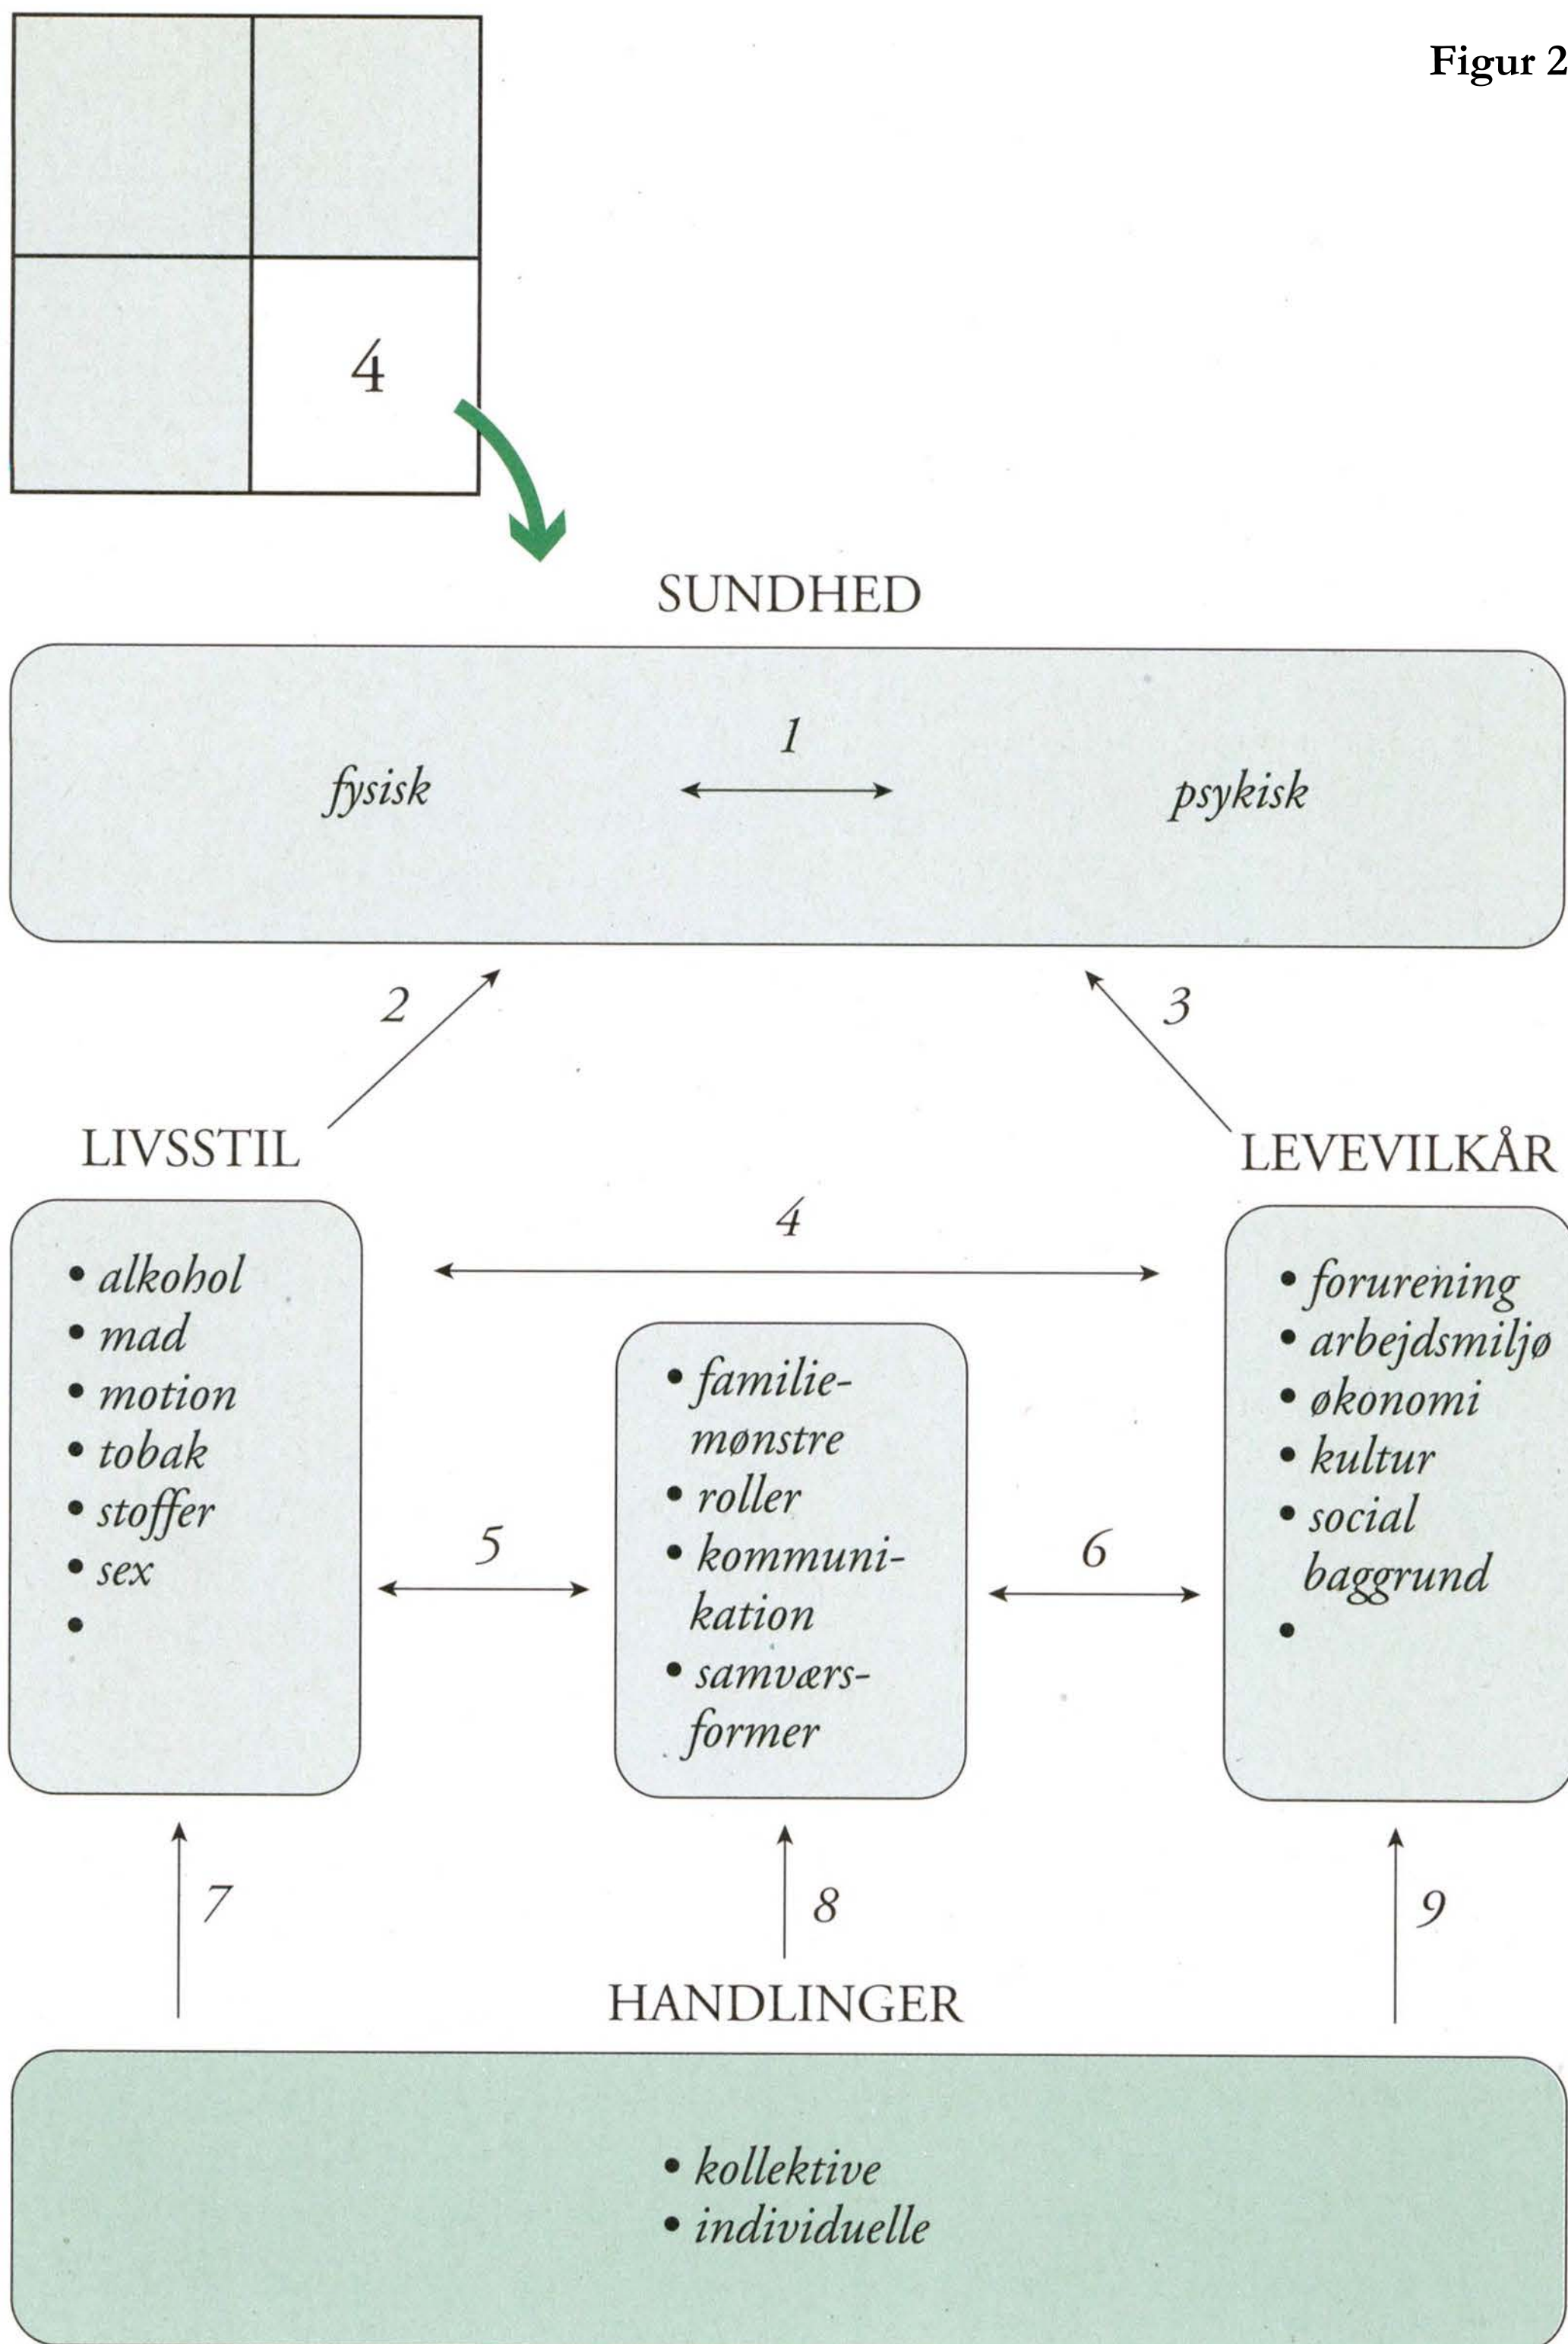 Figur 2
4
SUNDHED
1
fysisk
psykisk
2
3
LIVSSTIL
LEVEVILKÅR
4
• alkohol
• mad
• motion
• tobak
• stoffer
• sex
•
5
• familie-
mønstre
• roller
• kommuni-
kation
• samværs-
former
6
• forurening
• arbejdsmiljø
• økonomi
• kultur
• social
baggrund
•
7
8
9
HANDLINGER
• kollektive
• individuelle